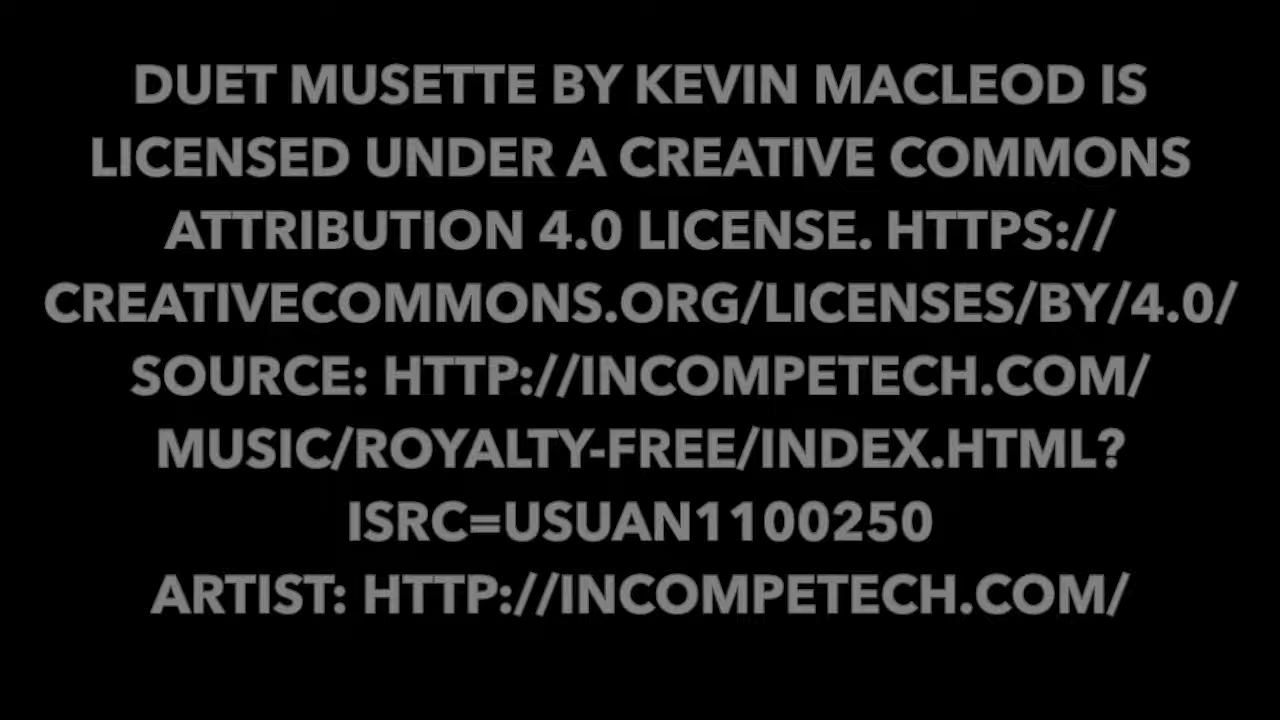 DUET MUSETTE BY KEVIN MACLEOD IS
LICENSED UNDER A CREATIVE COMMONS
ATTRIBUTION 4.0 LICENSE. HTTPS://
CREATIVECOMMONS.ORG/LICENSES/BY/4.0/
SOURCE: HTTP://INCOMPETECH.COM/
MUSIC/ROYALTY-FREE/INDEX.HTML?
ISRC=USUAN1100250
ARTIST: HTTP://INCOMPETECH.COM/